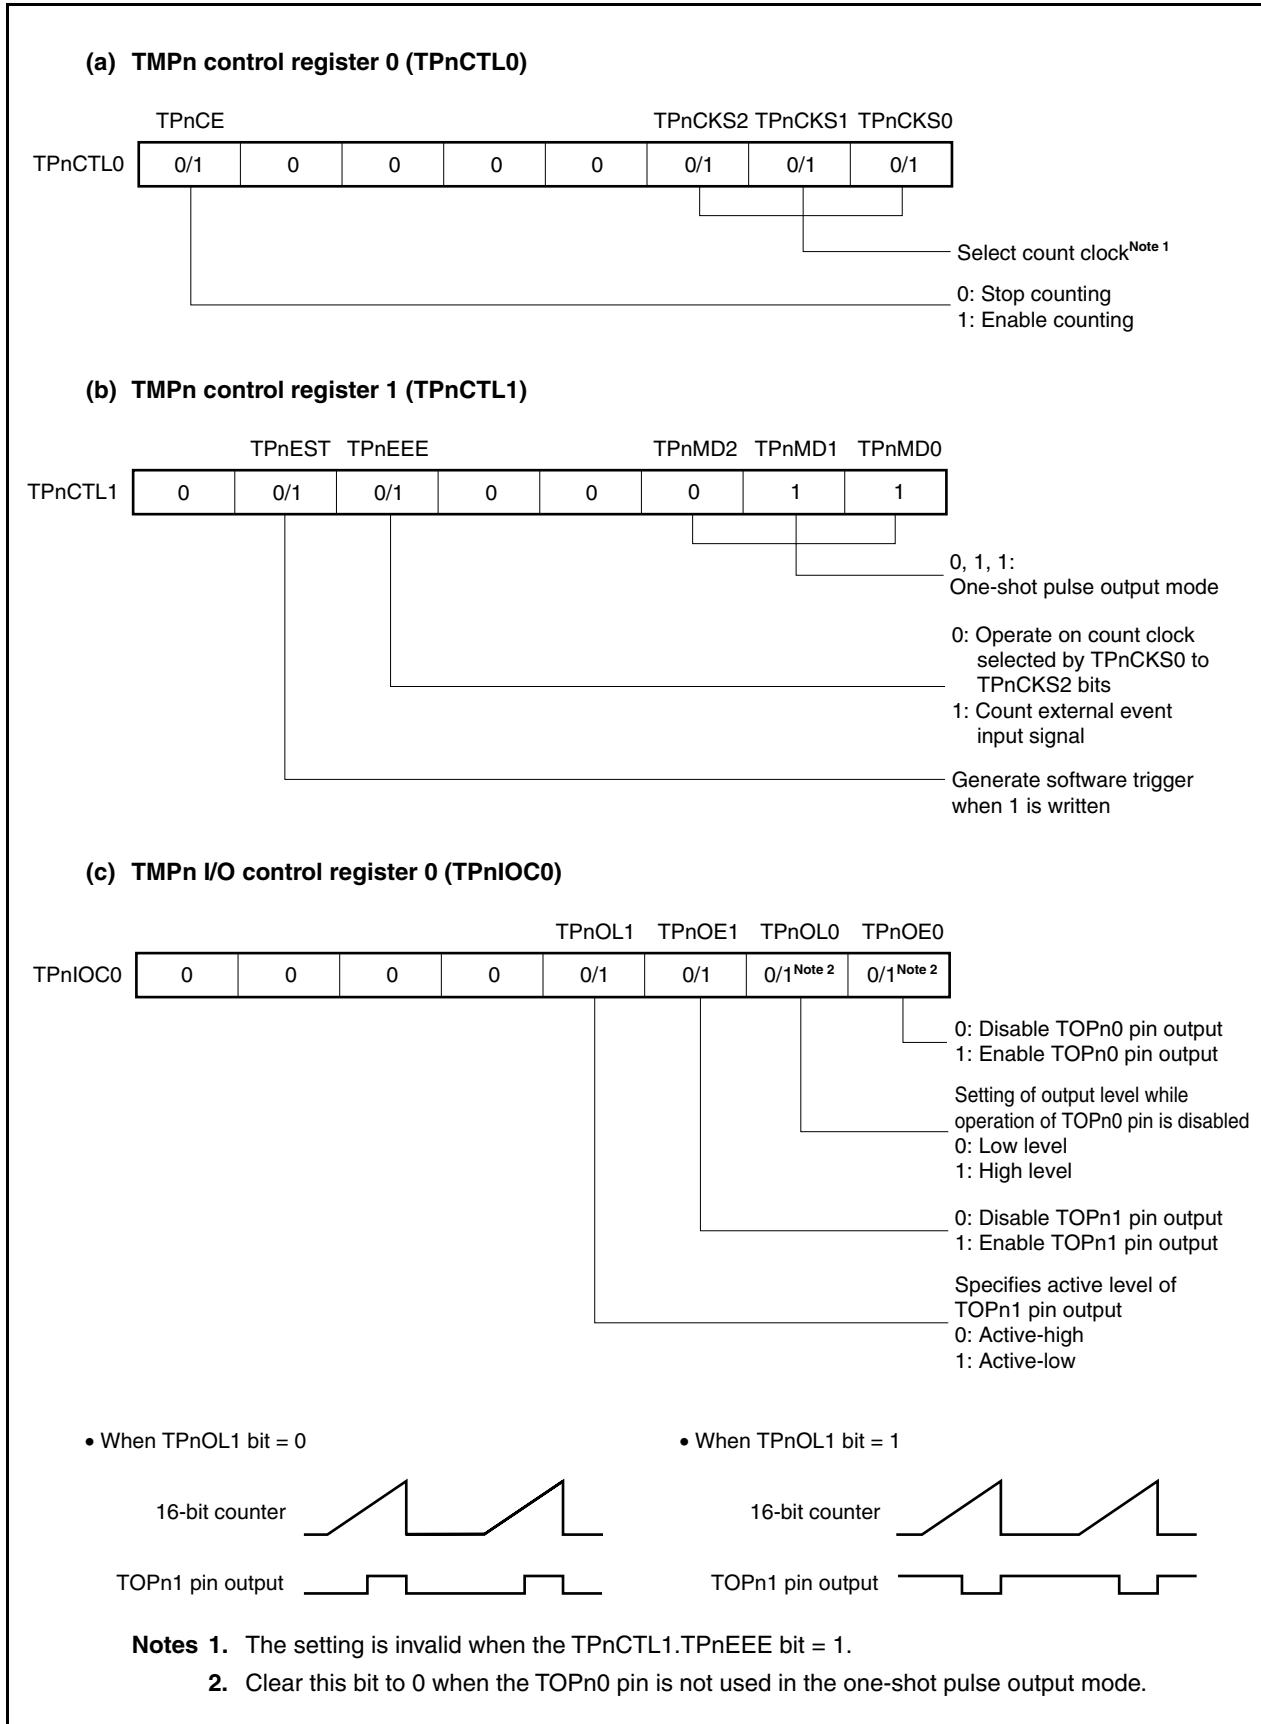 (a) TMPn control register 0 (TPnCTL0)
TPnCE TPnCKS2 TPnCKS1 TPnCKS0
TPnCTL0 0/1 0 0 0 0 0/1 0/1 0/1
Select count clock Note 1
0: Stop counting
1: Enable counting
(b) TMPn control register 1 (TPnCTL1)
TPnEST TPnEEE TPnMD2 TPnMD1 TPnMD0
TPnCTL1 0 0/1 0/1 0 0 0 1 1
0, 1, 1:
One-shot pulse output mode
0: Operate on count clock
selected by TPnCKS0 to
TPnCKS2 bits
1: Count external event
input signal
Generate software trigger
when 1 is written
(c) TMPn I/O control register 0 (TPnIOC0)
TPnOL1 TPnOE1 TPnOL0 TPnOE0
TPnIOC0 0 0 0 0 0/1 0/1 0/1 Note 2 0/1 Note 2
0: Disable TOPn0 pin output
1: Enable TOPn0 pin output
Setting of output level while
operation of TOPn0 pin is disabled
0: Low level
1: High level
0: Disable TOPn1 pin output
1: Enable TOPn1 pin output
Specifies active level of
TOPn1 pin output
0: Active-high
1: Active-low
• When TPnOL1 bit = 0 • When TPnOL1 bit = 1
16-bit counter 16-bit counter
TOPn1 pin output TOPn1 pin output
Notes 1. The setting is invalid when the TPnCTL1.TPnEEE bit = 1.
2. Clear this bit to 0 when the TOPn0 pin is not used in the one-shot pulse output mode.